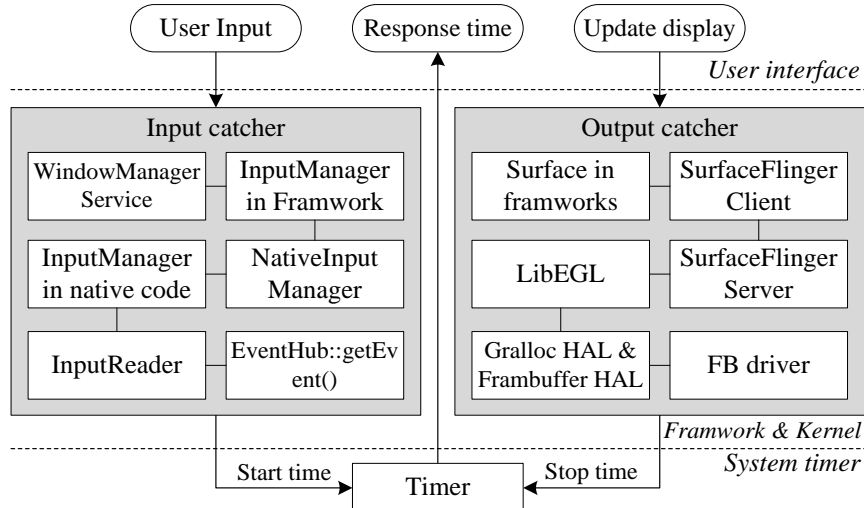 User Input
Response time
Update display
User interface
Input catcher
WindowManager
Service
InputManager
in Framwork
InputManager
in native code
NativeInput
Manager
InputReader
EventHub::getEv
ent()
Output catcher
Surface in
framworks
SurfaceFlinger
Client
LibEGL
SurfaceFlinger
Server
Gralloc HAL &
Frambuffer HAL
FB driver
Framwork & Kernel
System timer
Start time
Timer
Stop time